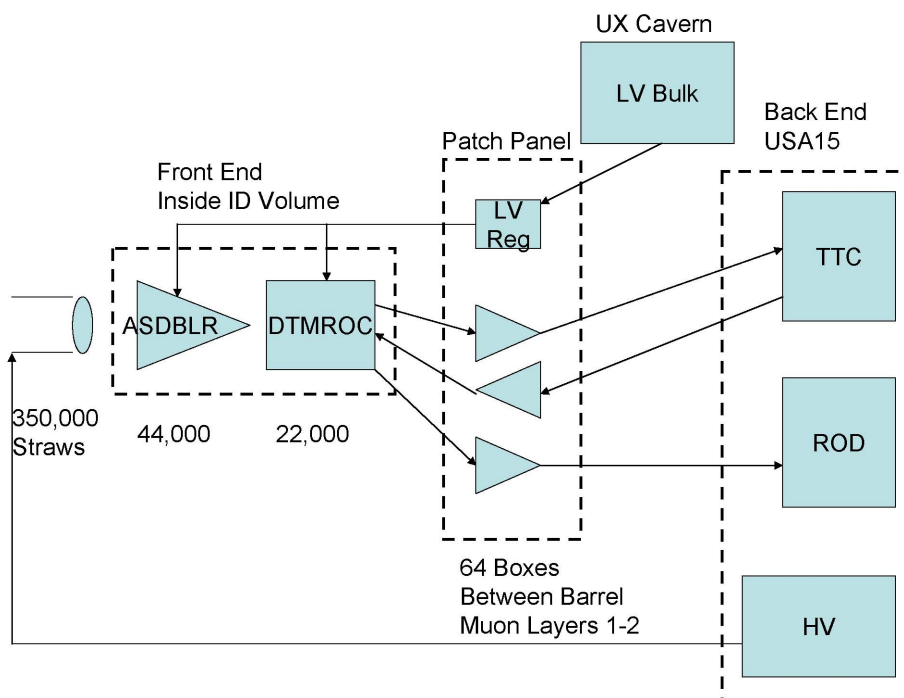 UX Cavern
LV Bulk
Back End
USA15
Patch Panel
Front End
Inside ID Volume
LV
Reg
TTC
ASDBLR
DTMROC
350,000
Straws
44,000
22,000
ROD
64 Boxes
Between Barrel
Muon Layers 1-2
HV